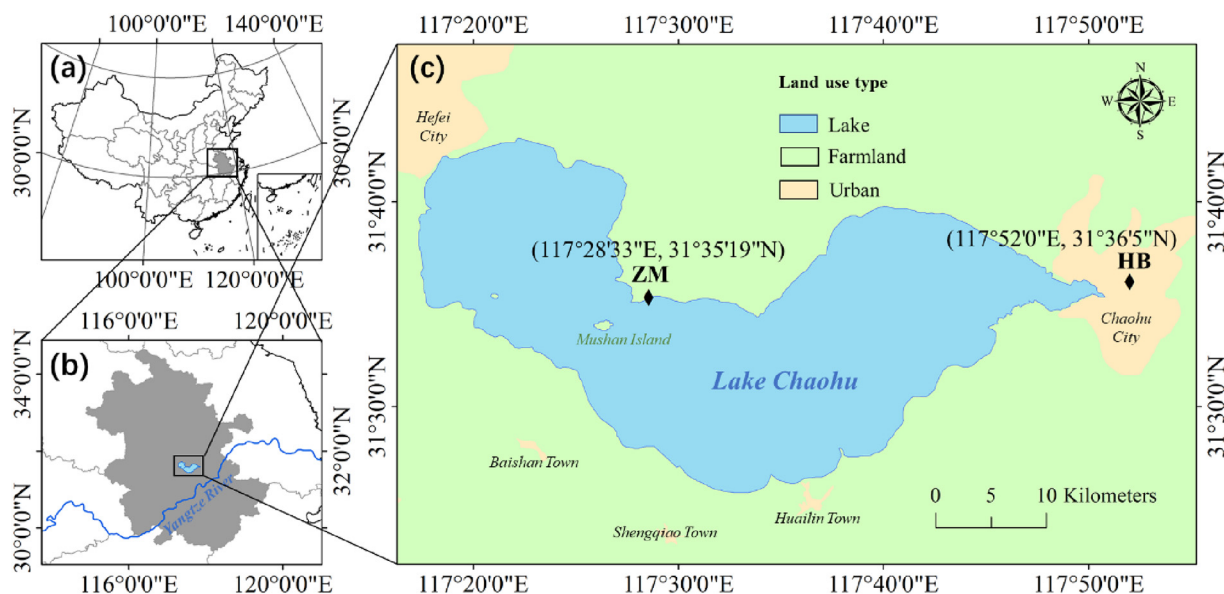 100°0'0"E 120°0'0"E 140°0'0"E
(a)
30°0'0"N
30°0'0"N
100°0'0"E 120°0'0"E
116°0'0"E 120°0'0"E
(b)
34°0'0"N
30°0'0"N
32°0'0"N
Yangtze River
116°0'0"E 120°0'0"E
117°20'0"E 117°30'0"E 117°40'0"E 117°50'0"E
(c)
Land use type
Lake
Farmland
Urban
N
W E
S
Hefei
City
31°40'0"N
31°40'0"N
(117°28'33"E, 31°35'19"N)
ZM
(117°52'0"E, 31°36'5"N)
HB
Chaohu
City
Mushan Island
Lake Chaohu
31°30'0"N
31°30'0"N
Baishan Town
Huailin Town
Shengqiao Town
0 5 10 Kilometers
117°20'0"E 117°30'0"E 117°40'0"E 117°50'0"E